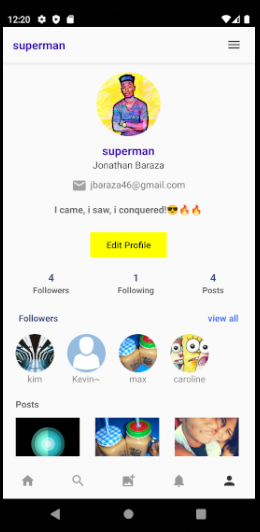 12:20
superman
superman
Jonathan Baraza
jbaraza46@gmail.com
I came, i saw, i conquered!😎🔥🔥
Edit Profile
4 1 4
Followers Following Posts
Followers view all
kim Kevin~ max caroline
Posts